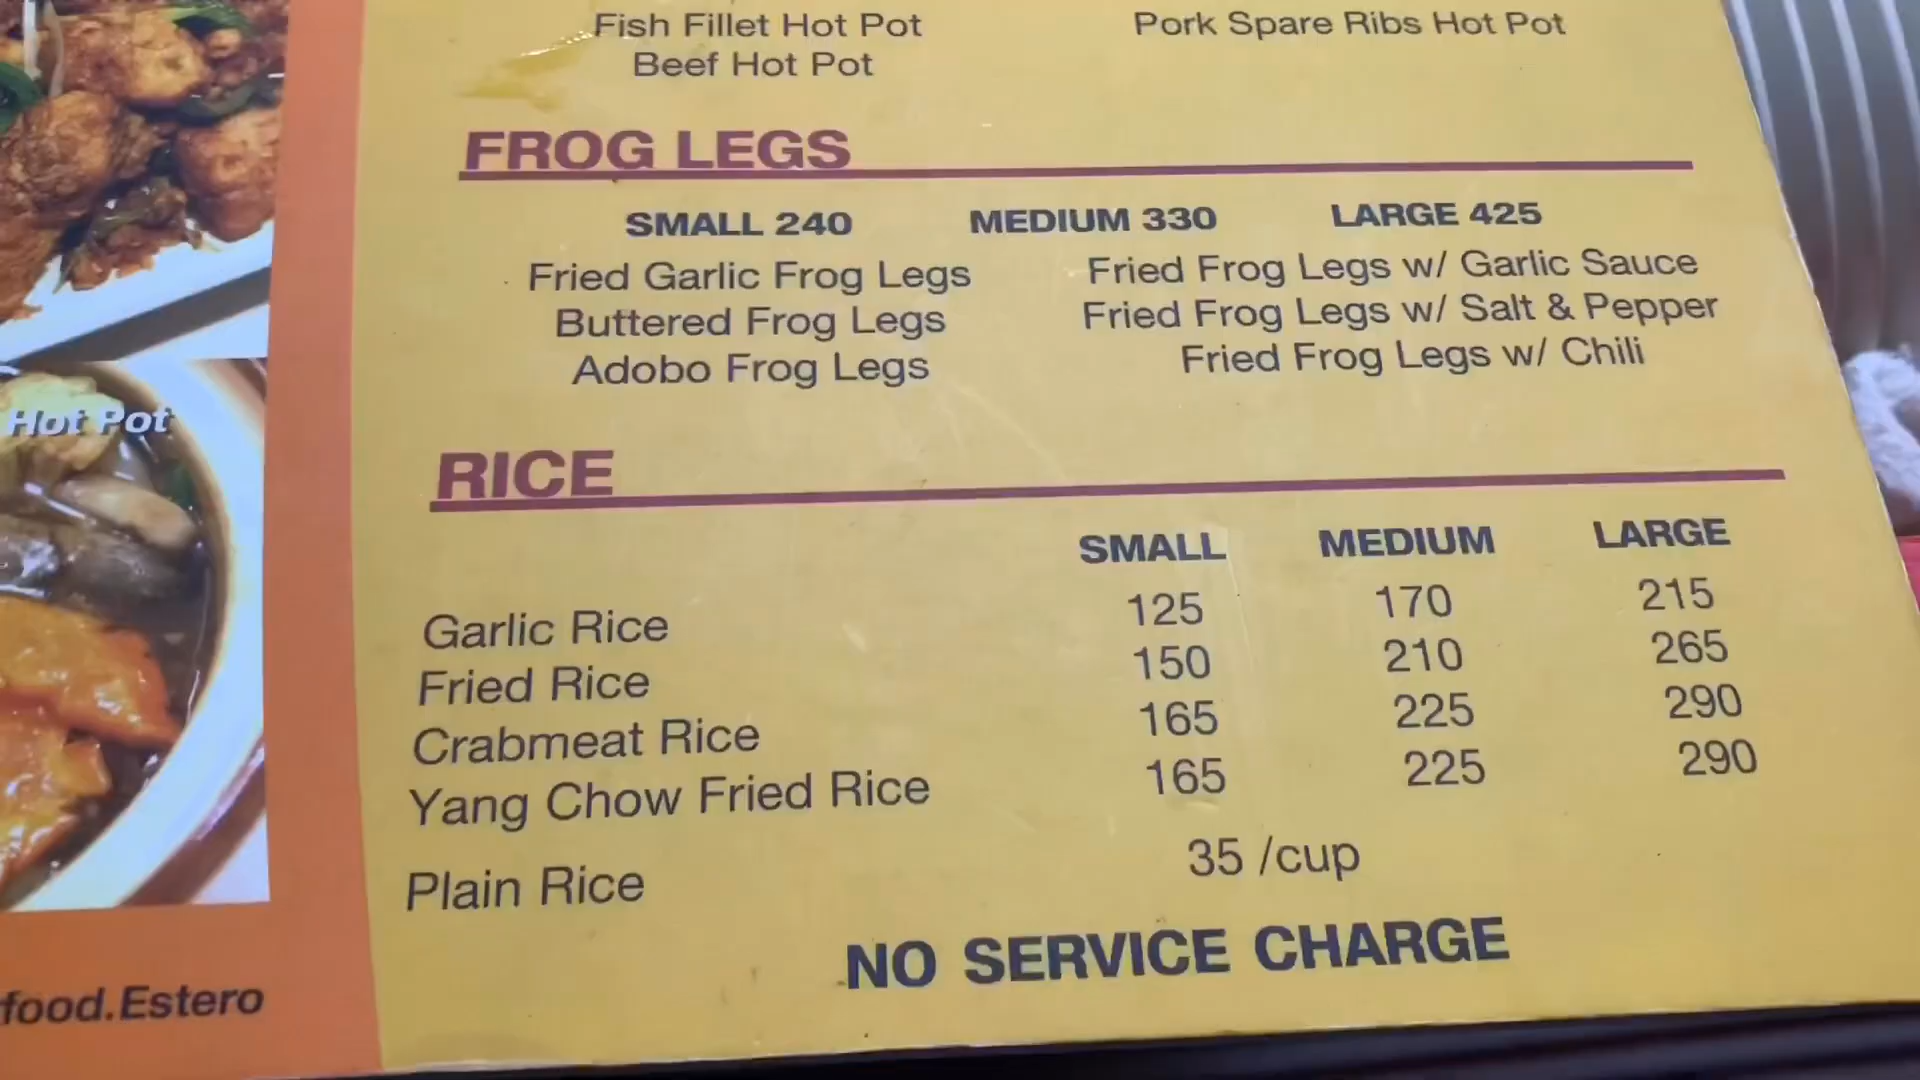 Fish Fillet Hot Pot
Pork Spare Ribs Hot Pot
Beef Hot Pot
FROG LEGS
SMALL 240 MEDIUM 330 LARGE 425
Fried Garlic Frog Legs Fried Frog Legs w/ Garlic Sauce
Buttered Frog Legs Fried Frog Legs w/ Salt & Pepper
Adobo Frog Legs Fried Frog Legs w/ Chili
Hot Pot
RICE
SMALL MEDIUM LARGE
Garlic Rice 125 170 215
Fried Rice 150 210 265
Crabmeat Rice 165 225 290
Yang Chow Fried Rice 165 225 290
Plain Rice 35 /cup
NO SERVICE CHARGE
food.Estero